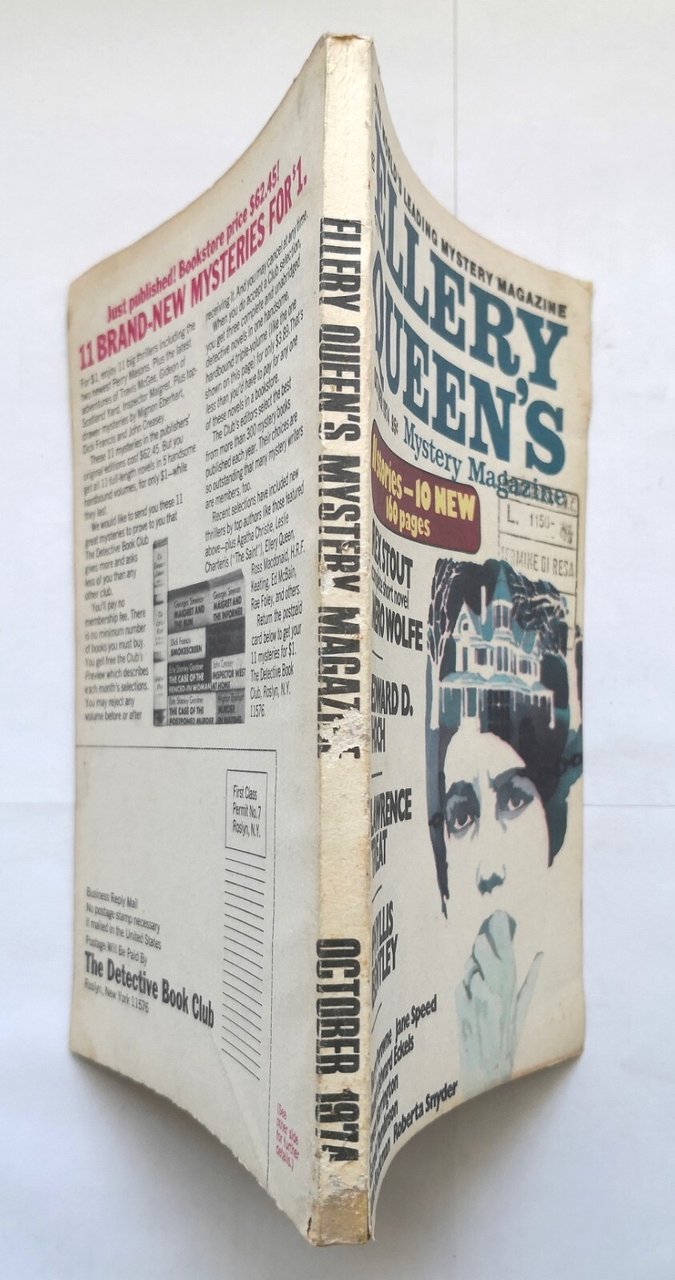 Just published! Bookstore price $62.45!
11 BRAND-NEW MYSTERIES FOR $1.
For $1, enjoy 11 big thrillers including the
two newest Perry Masons. Plus the latest
adventures of Travis McGee, Gideon of
Scotland Yard, Inspector Maigret. Plus top-
drawer mysteries by Mignon Eberhart,
Dick Francis and John Creasey.
These 11 mysteries in the publishers'
original editions cost $62.45. But you
get an 11 full-length novels in 5 handsome
hardbound volumes, for only $1—while
they last.
We would like to send you these 11
great mysteries to prove to you that
The Detective Book Club
gives more and asks
less of you than any
other club.
You'll pay no
membership fee. There
is no minimum number
of books you must buy.
You get free the Club's
Preview which describes
each month's selections.
You may reject any
volume before or after
receiving it. And you may cancel at any time.
When you do accept a Club selection,
you get three complete and unabridged
detective novels in one handsome,
hardbound triple-volume (like the one
shown on this page) for only $3.89. That's
less than you'd have to pay for any one
of these novels in a bookstore.
The Club's editors select the best
from more than 300 mystery books
published each year. Their choices are
so outstanding that many mystery writers
are members, too.
Recent selections have included new
thrillers by top authors like those featured
above—plus Agatha Christie, Leslie
Charteris ("The Saint"), Ellery Queen,
Ross Macdonald, H.R.F.
Keating, Ed McBain,
Rae Foley, and others.
Return the postpaid
card below to get your
11 mysteries for $1.
The Detective Book
Club, Roslyn, N.Y.
11576.
Georges Simenon
MAIGRET AND
THE BUM
Georges Simenon
MAIGRET AND
THE INFORMER
Dick Francis
SMOKESCREEN
Erle Stanley Gardner
THE CASE OF THE
FENCED-IN WOMAN
John Creasey
INSPECTOR WEST
AT HOME
Erle Stanley Gardner
THE CASE OF THE
POSTPONED MURDER
First Class
Permit No. 7
Roslyn, N.Y.
Business Reply Mail
No postage stamp necessary
if mailed in the United States
Postage Will Be Paid By
The Detective Book Club
Roslyn, New York 11576
(See
other side
for further
details.)
ELLERY QUEEN'S MYSTERY MAGAZINE
OCTOBER 1974
LEADING MYSTERY MAGAZINE
ELLERY
QUEEN'S
Mystery Magazine
Stories—10 NEW
160 pages
L. 1150-
TERMINE DI RESA
STOUT
short novel
WOLFE
EDWARD D.
LAWRENCE
TREAT
Jane Speed
Eckels
Roberta Snyder